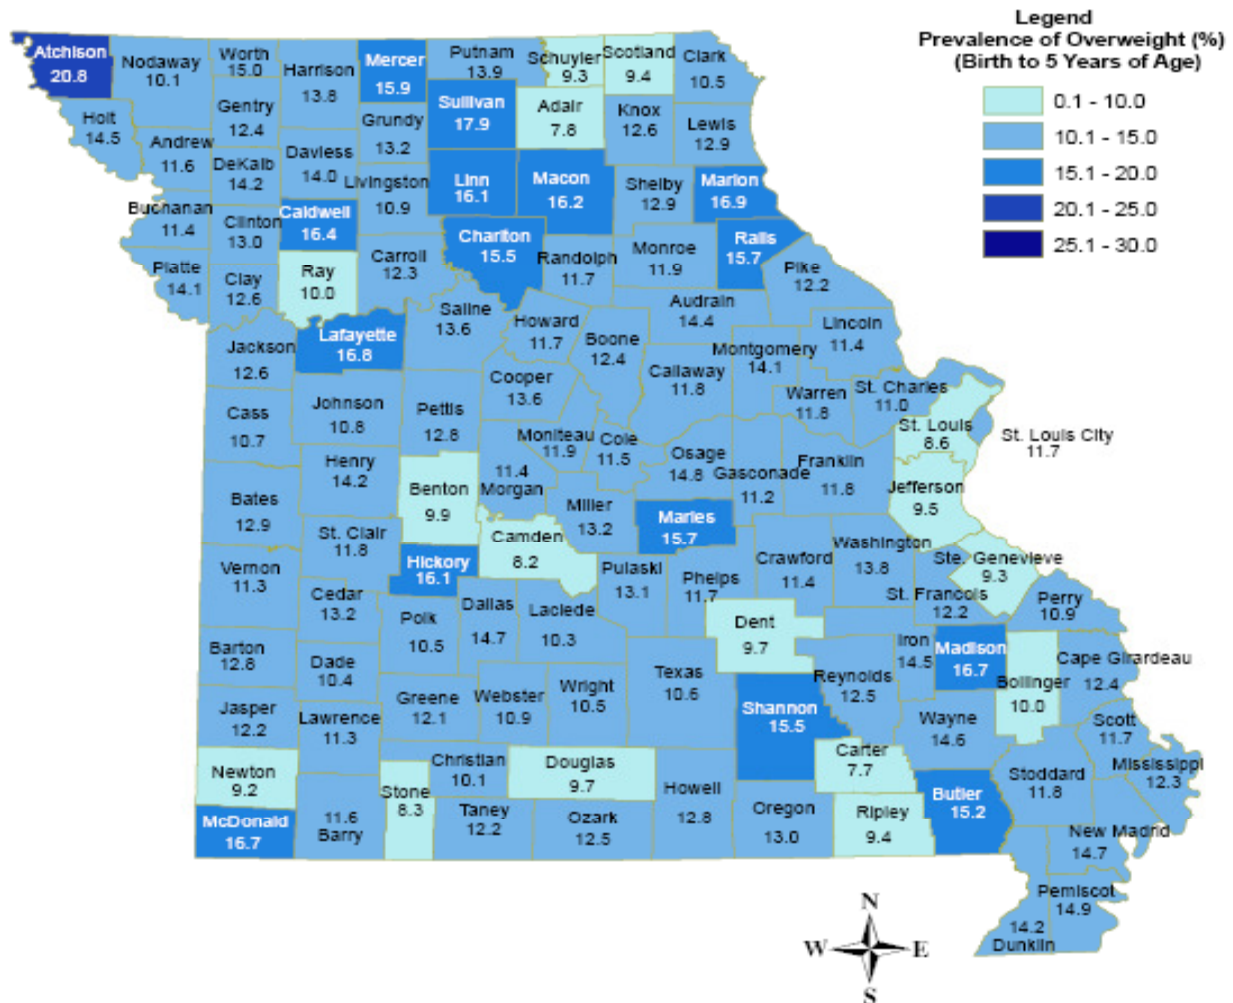 Legend
Prevalence of Overweight (%)
(Birth to 5 Years of Age)
0.1 - 10.0
10.1 - 15.0
15.1 - 20.0
20.1 - 25.0
25.1 - 30.0
Atchison
20.8
Nodaway
10.1
Worth
15.0
Harrison
13.8
Mercer
15.9
Putnam
13.9
Schuyler
9.3
Scotland
9.4
Clark
10.5
Holt
14.5
Andrew
11.6
Gentry
12.4
DeKalb
14.2
Daviess
14.0
Grundy
13.2
Sullivan
17.9
Adair
7.8
Knox
12.6
Lewis
12.9
Buchanan
11.4
Clinton
13.0
Caldwell
16.4
Livingston
10.9
Linn
16.1
Macon
16.2
Shelby
12.9
Marion
16.9
Platte
14.1
Clay
12.6
Ray
10.0
Carroll
12.3
Chariton
15.5
Randolph
11.7
Monroe
11.9
Ralls
15.7
Pike
12.2
Audrain
14.4
Jackson
12.6
Lafayette
16.8
Saline
13.6
Howard
11.7
Boone
12.4
Callaway
11.8
Montgomery
14.1
Lincoln
11.4
Cass
10.7
Johnson
10.8
Pettis
12.8
Cooper
13.6
Moniteau
11.9
Cole
11.5
Osage
14.8
Gasconade
11.2
Warren
11.8
St. Charles
11.0
St. Louis
8.6
St. Louis City
11.7
Franklin
11.8
Jefferson
9.5
Bates
12.9
Henry
14.2
Benton
9.9
11.4
Morgan
Miller
13.2
Maries
15.7
Camden
8.2
Vernon
11.3
St. Clair
11.8
Hickory
16.1
Pulaski
13.1
Phelps
11.7
Crawford
11.4
Washington
13.8
Ste. Genevieve
9.3
St. Francois
12.2
Perry
10.9
Cedar
13.2
Polk
10.5
Dallas
14.7
Laclede
10.3
Dent
9.7
Iron
14.5
Madison
16.7
Bollinger
10.0
Cape Girardeau
12.4
Barton
12.8
Dade
10.4
Greene
12.1
Webster
10.9
Wright
10.5
Texas
10.6
Reynolds
12.5
Shannon
15.5
Wayne
14.6
Scott
11.7
Mississippi
12.3
Jasper
12.2
Lawrence
11.3
Christian
10.1
Douglas
9.7
Howell
12.8
Carter
7.7
Stoddard
11.8
Newton
9.2
Stone
8.3
McDonald
16.7
11.6
Barry
Taney
12.2
Ozark
12.5
Oregon
13.0
Ripley
9.4
Butler
15.2
New Madrid
14.7
Pemiscot
14.9
14.2
Dunklin
N
W
E
S